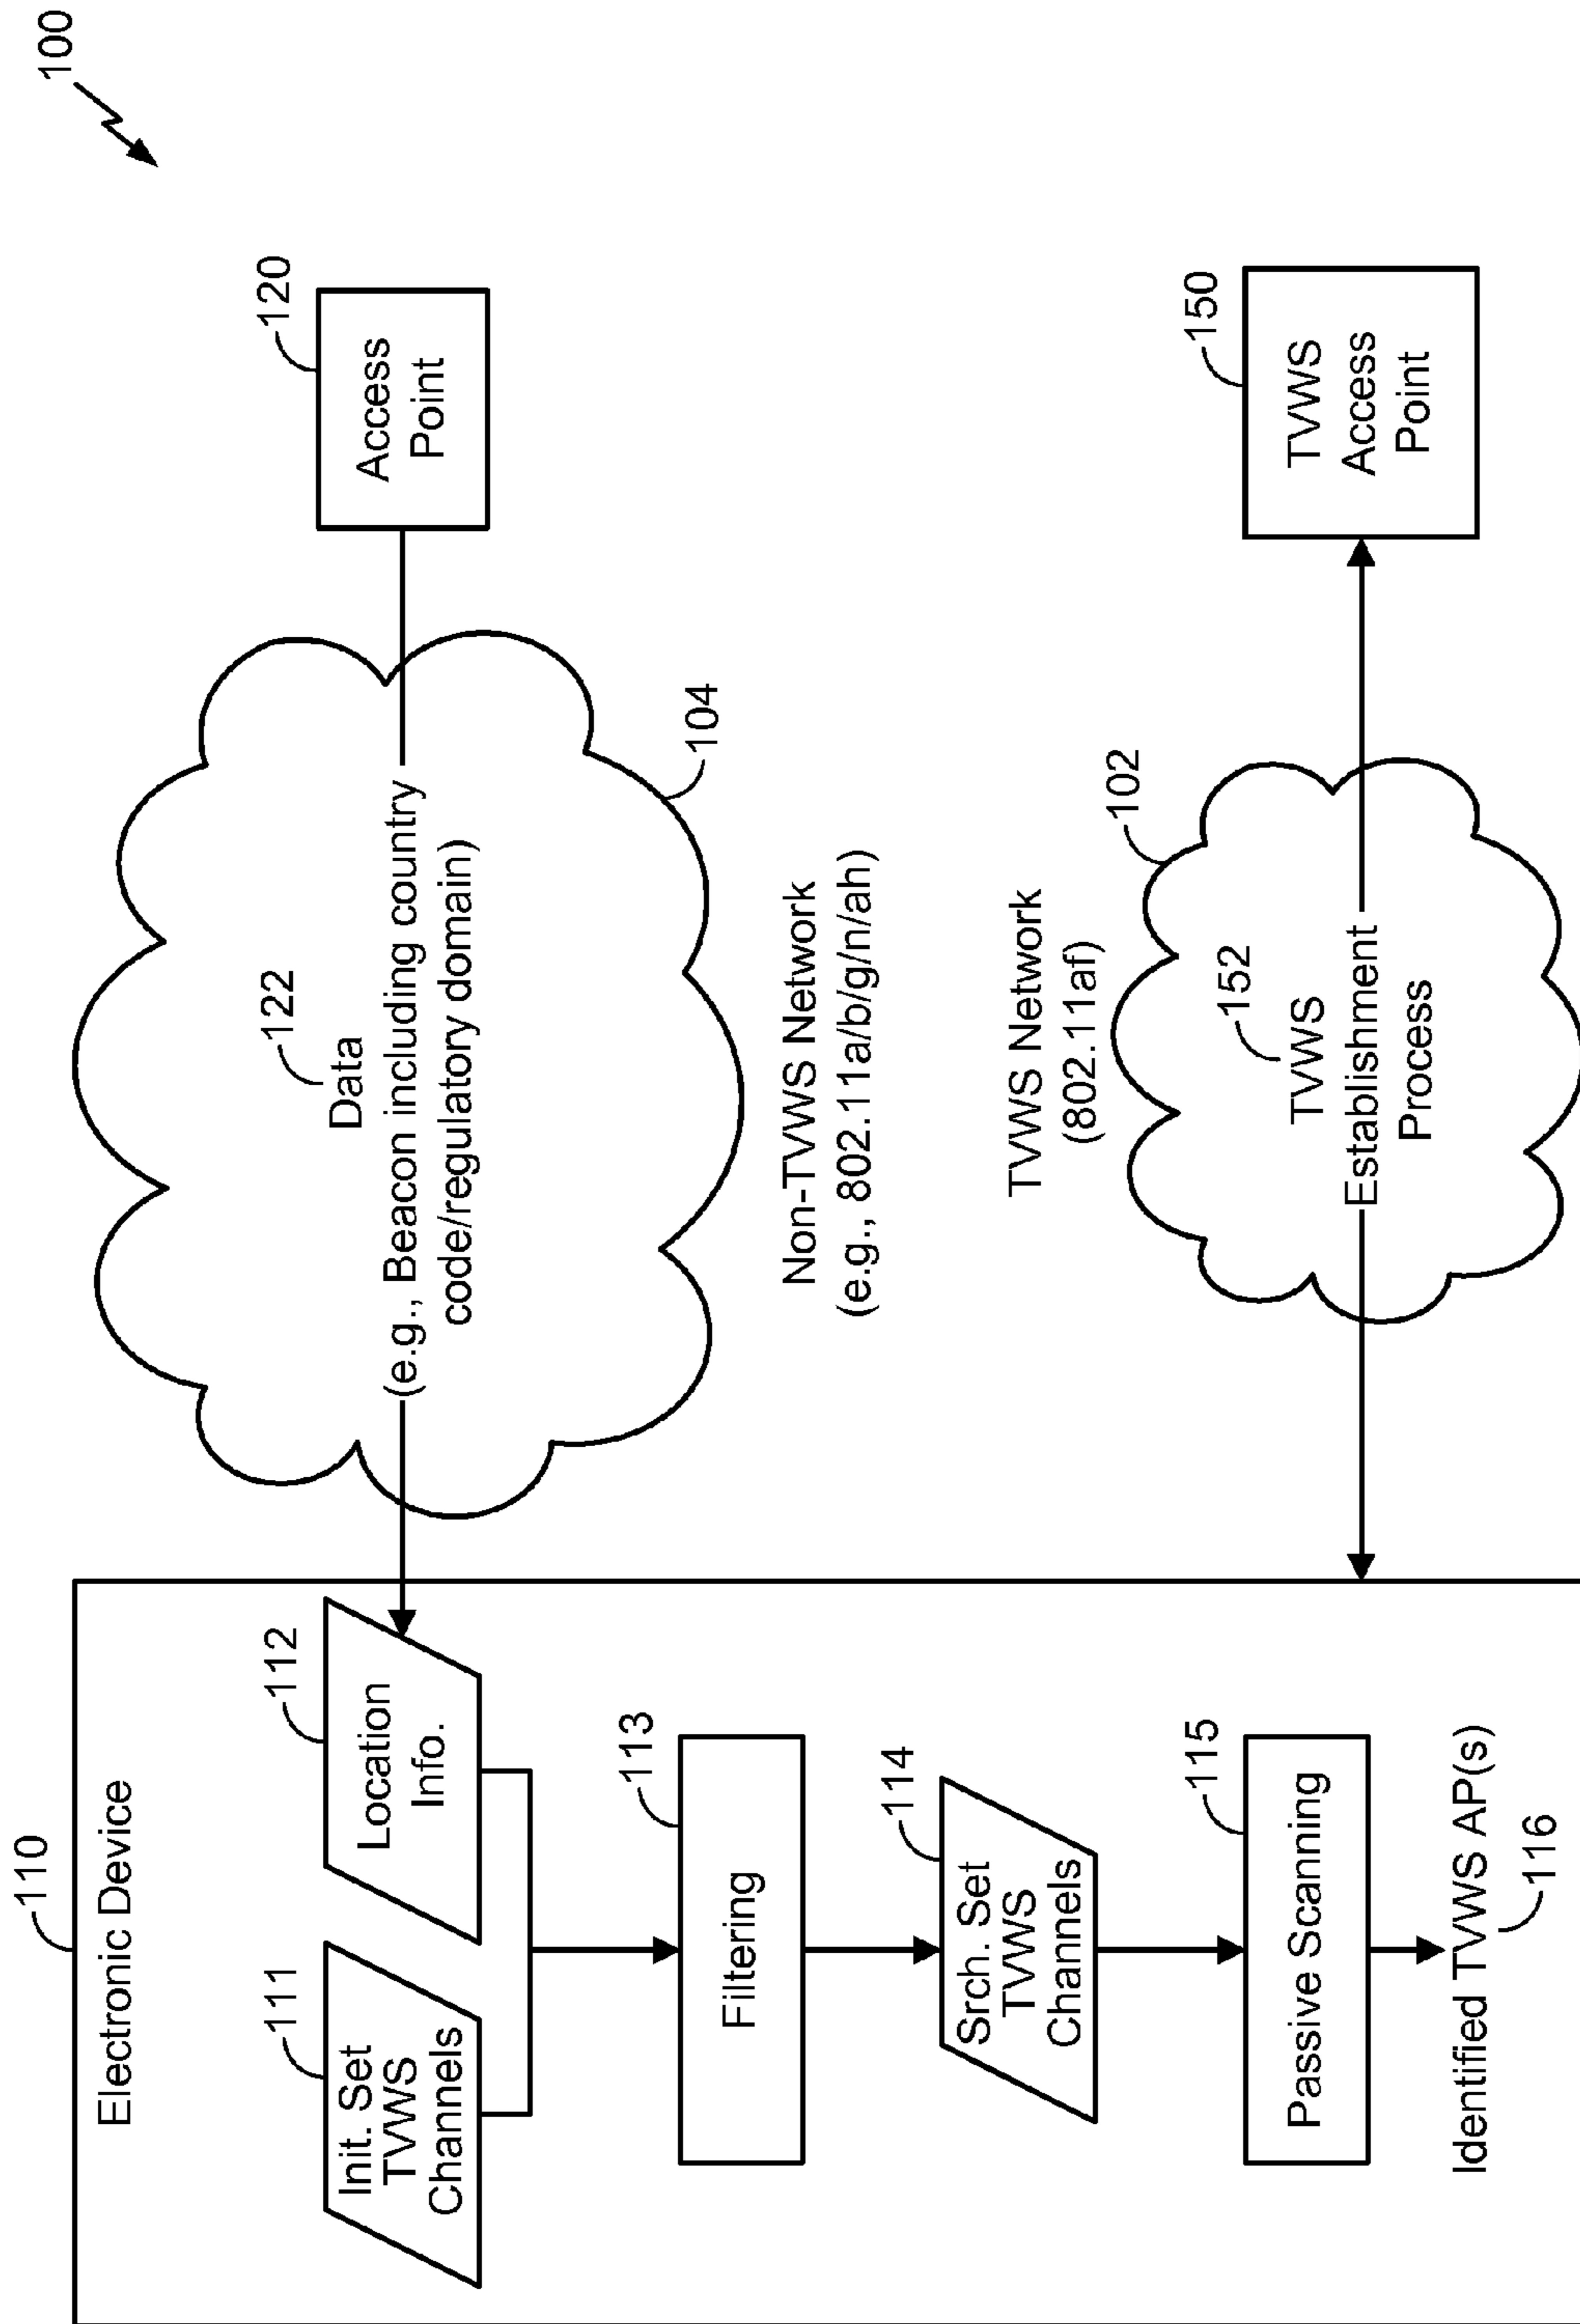 100
110
Electronic Device
111
Init. Set
TVWS
Channels
112
Location
Info.
113
Filtering
114
Srch. Set
TVWS
Channels
115
Passive Scanning
Identified TVWS AP(s)
116
122
Data
(e.g., Beacon including country
code/regulatory domain)
104
Non-TVWS Network
(e.g., 802.11a/b/g/n/ah)
120
Access
Point
TVWS Network
(802.11af)
102
152
TVWS
Establishment
Process
150
TVWS
Access
Point